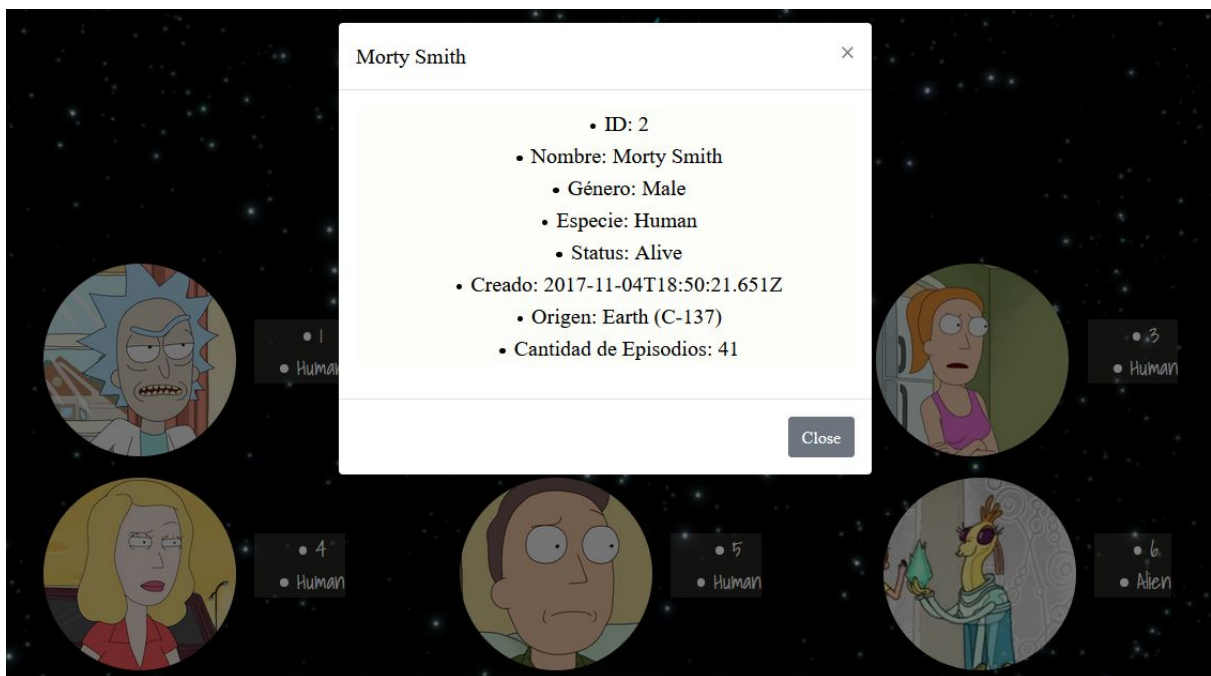 Morty Smith ×
• ID: 2
• Nombre: Morty Smith
• Género: Male
• Especie: Human
• Status: Alive
• Creado: 2017-11-04T18:50:21.651Z
• Origen: Earth (C-137)
• Cantidad de Episodios: 41
Close
• 1
• Human
• 3
• Human
• 4
• Human
• 5
• Human
• 6
• Alien